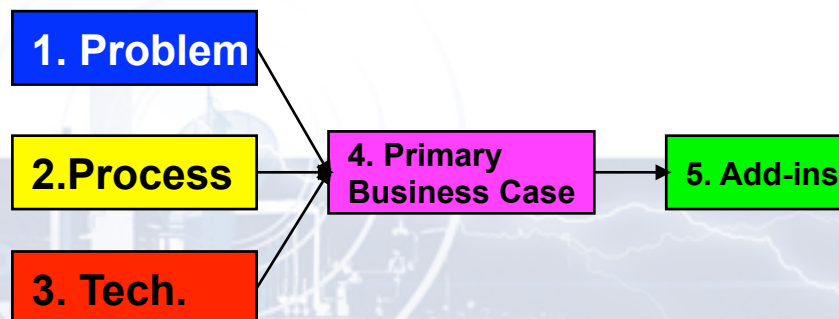 1. Problem
2.Process
3. Tech.
4. Primary
Business Case
5. Add-ins